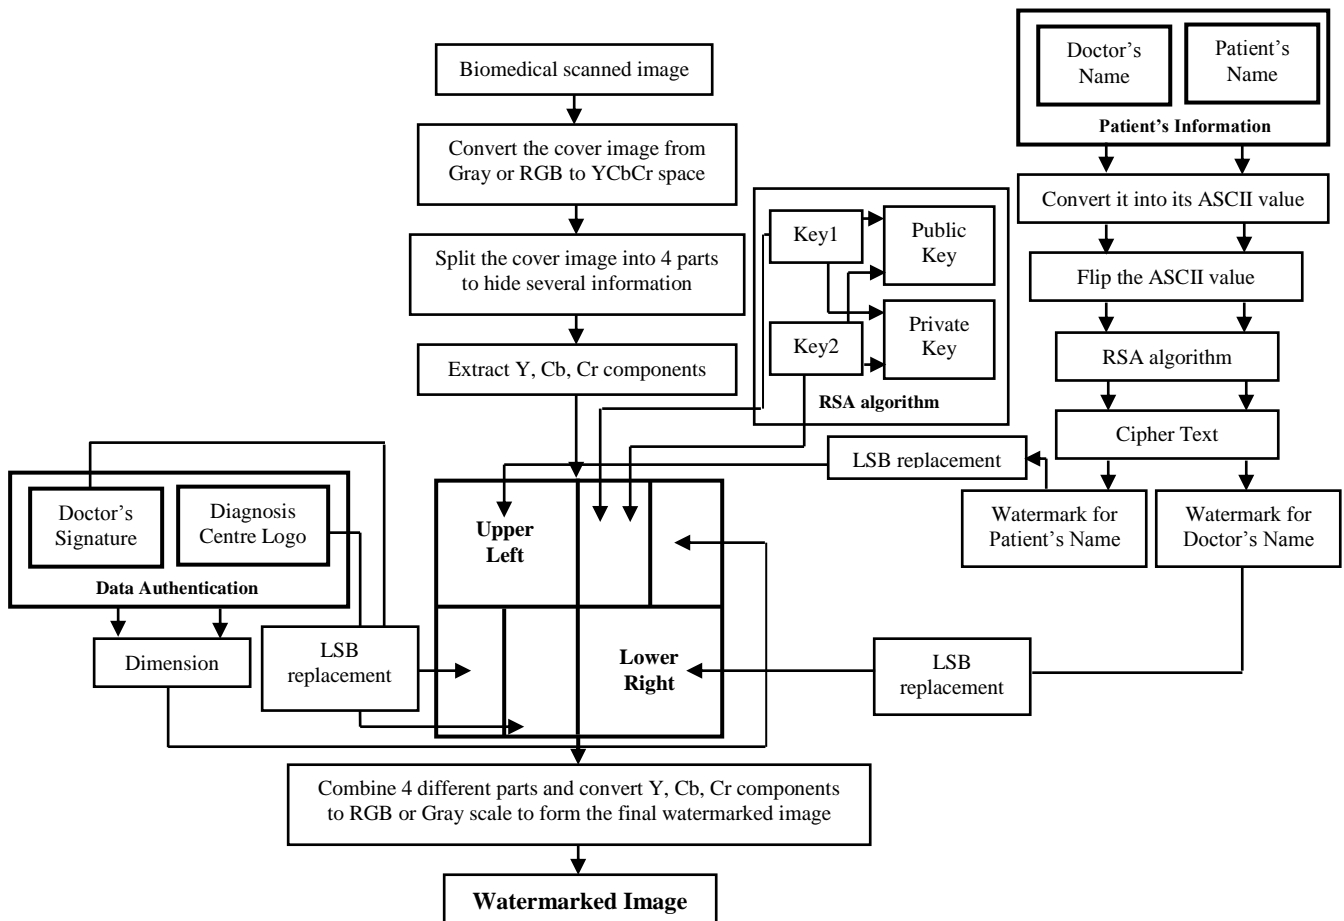 Biomedical scanned image
Convert the cover image from
Gray or RGB to YCbCr space
Split the cover image into 4 parts
to hide several information
Extract Y, Cb, Cr components
Doctor's
Name
Patient's
Name
Patient's Information
Convert it into its ASCII value
Flip the ASCII value
RSA algorithm
Cipher Text
Watermark for
Patient's Name
Watermark for
Doctor's Name
Key1
Public
Key
Key2
Private
Key
RSA algorithm
LSB replacement
Doctor's
Signature
Diagnosis
Centre Logo
Data Authentication
Dimension
LSB
replacement
Upper
Left
Lower
Right
LSB
replacement
Combine 4 different parts and convert Y, Cb, Cr components
to RGB or Gray scale to form the final watermarked image
Watermarked Image